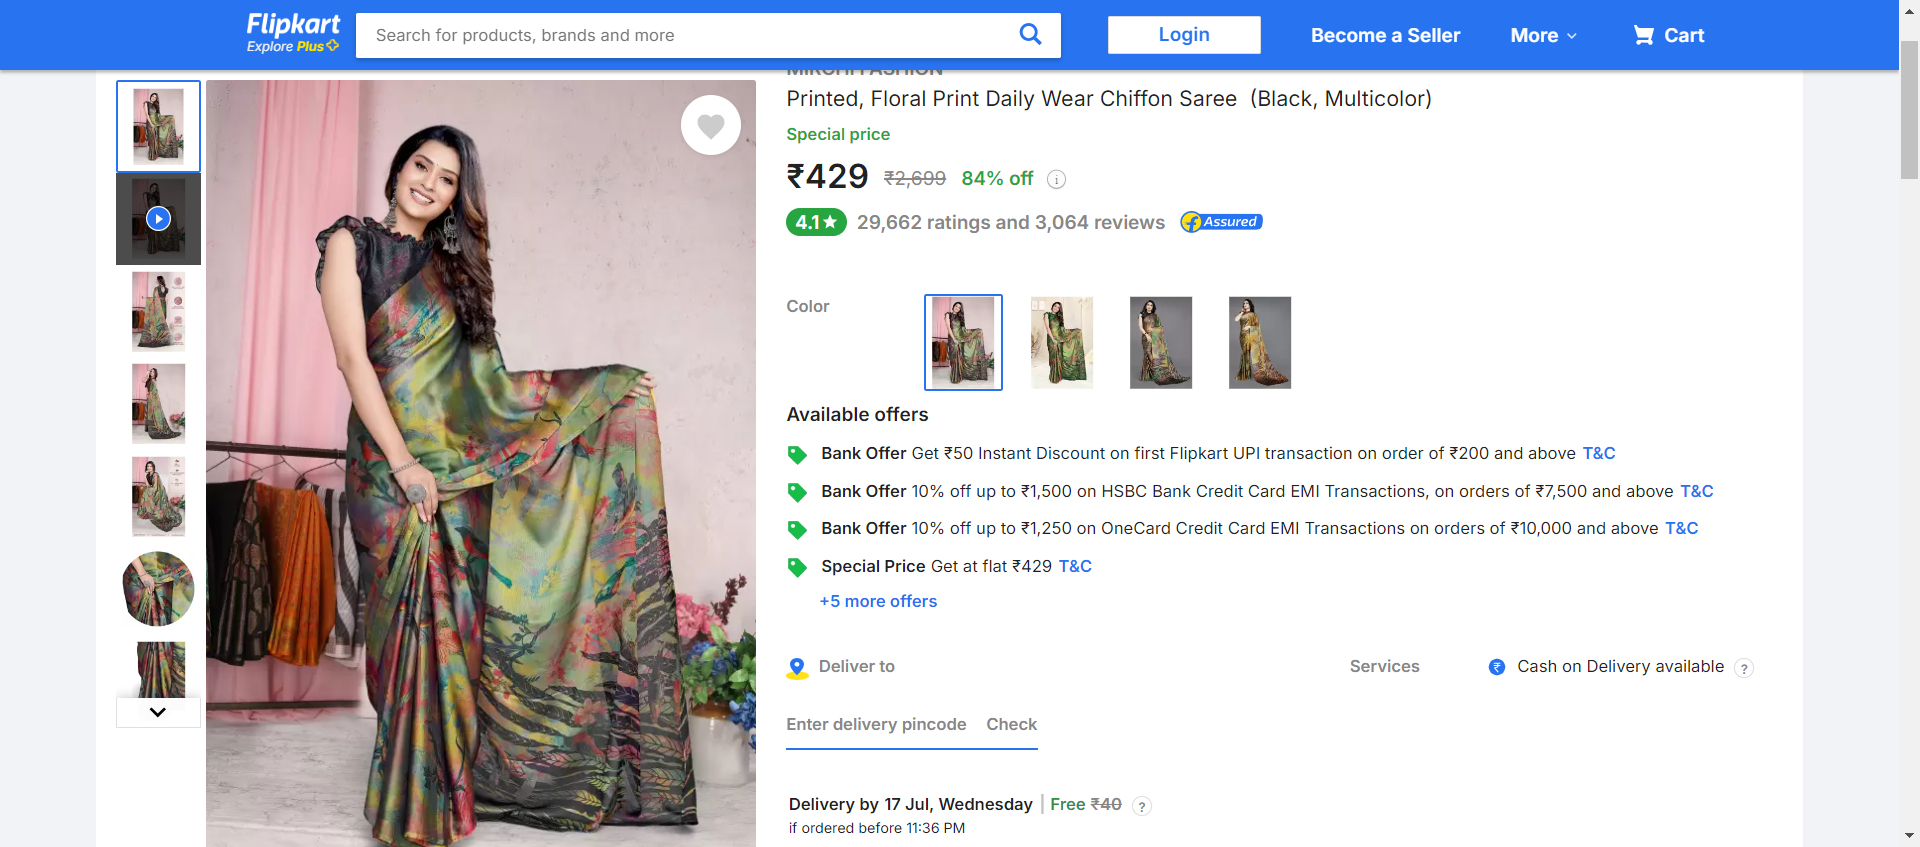 Flipkart
Explore Plus
Search for products, brands and more
Login
Become a Seller
More
Cart
MIRCHI FASHION
Printed, Floral Print Daily Wear Chiffon Saree (Black, Multicolor)
Special price
₹429 ₹2,699 84% off
4.1★ 29,662 ratings and 3,064 reviews Assured
Color
Available offers
Bank Offer Get ₹50 Instant Discount on first Flipkart UPI transaction on order of ₹200 and above T&C
Bank Offer 10% off up to ₹1,500 on HSBC Bank Credit Card EMI Transactions, on orders of ₹7,500 and above T&C
Bank Offer 10% off up to ₹1,250 on OneCard Credit Card EMI Transactions on orders of ₹10,000 and above T&C
Special Price Get at flat ₹429 T&C
+5 more offers
Deliver to
Services
Cash on Delivery available ?
Enter delivery pincode Check
Delivery by 17 Jul, Wednesday | Free ₹40 ?
if ordered before 11:36 PM